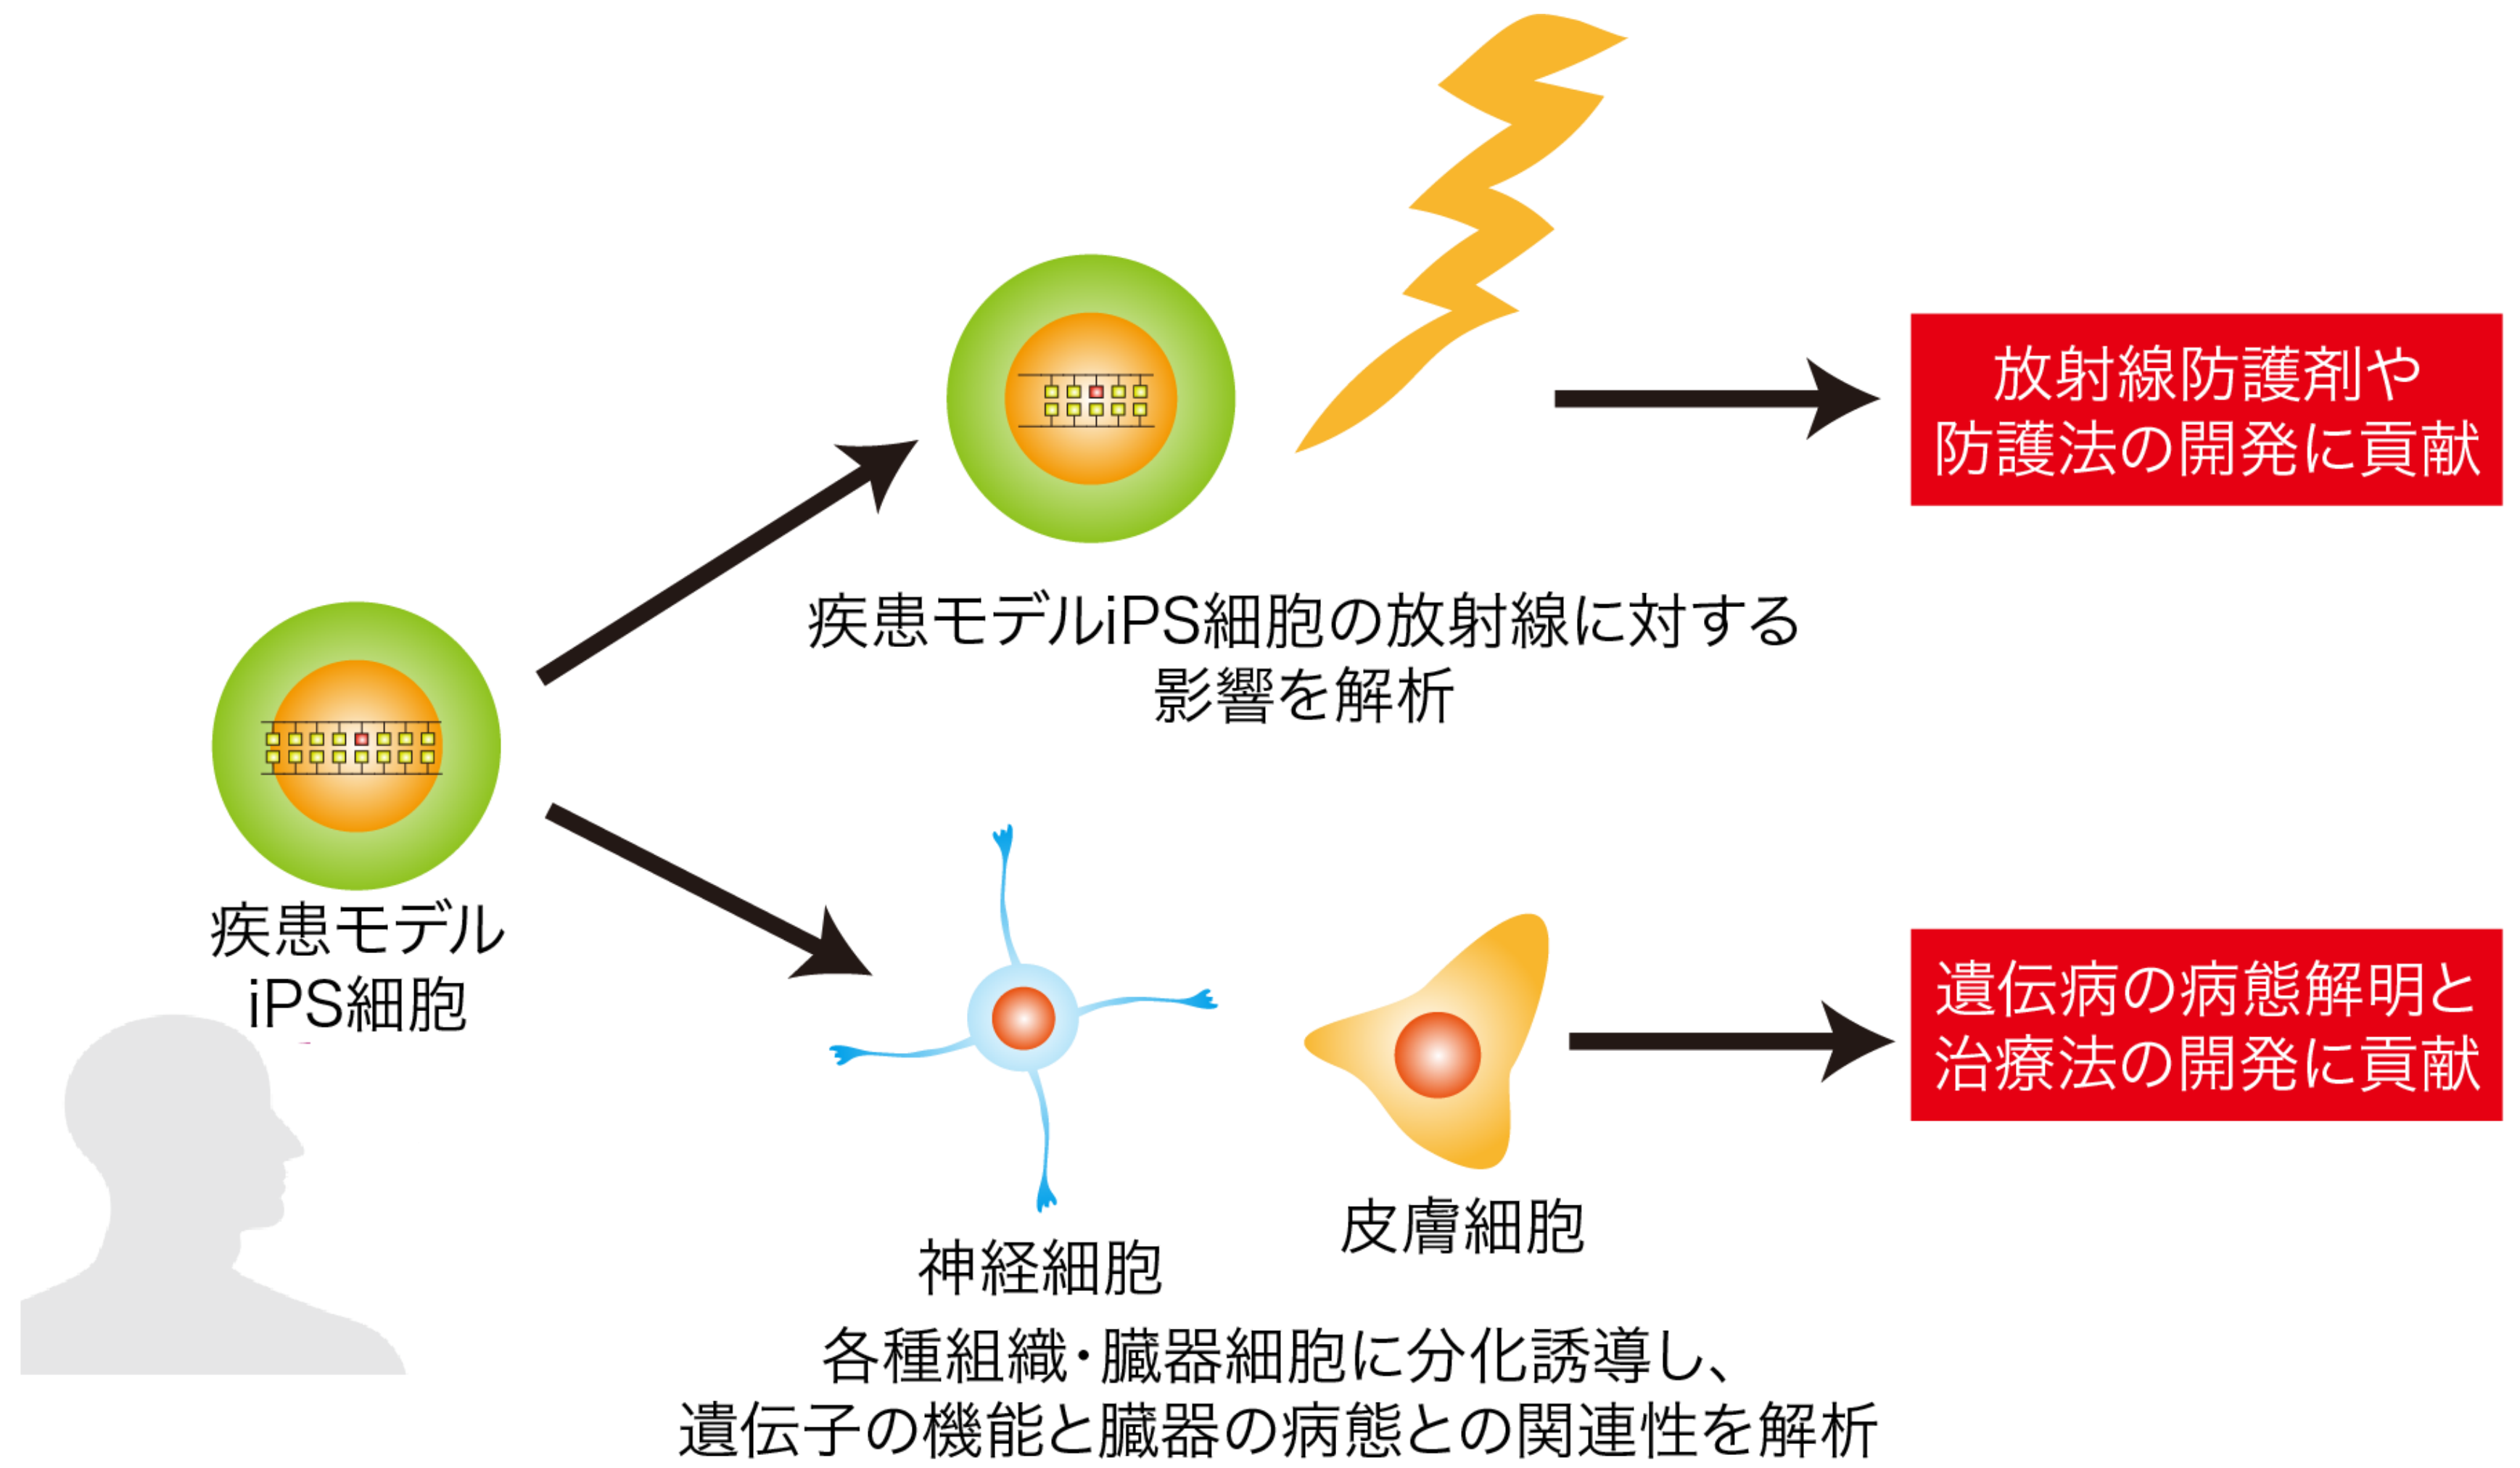 放射線防護剤や
防護法の開発に貢献
疾患モデルiPS細胞の放射線に対する
影響を解析
疾患モデル
iPS細胞
遺伝病の病態解明と
治療法の開発に貢献
神経細胞
皮膚細胞
各種組織・臓器細胞に分化誘導し、
遺伝子の機能と臓器の病態との関連性を解析